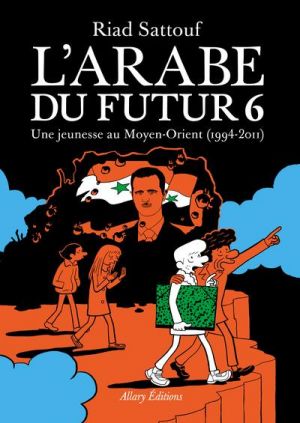 Riad Sattouf
L'ARABE
DU FUTUR 6
Une jeunesse au Moyen-Orient (1994-2011)
Allary Éditions